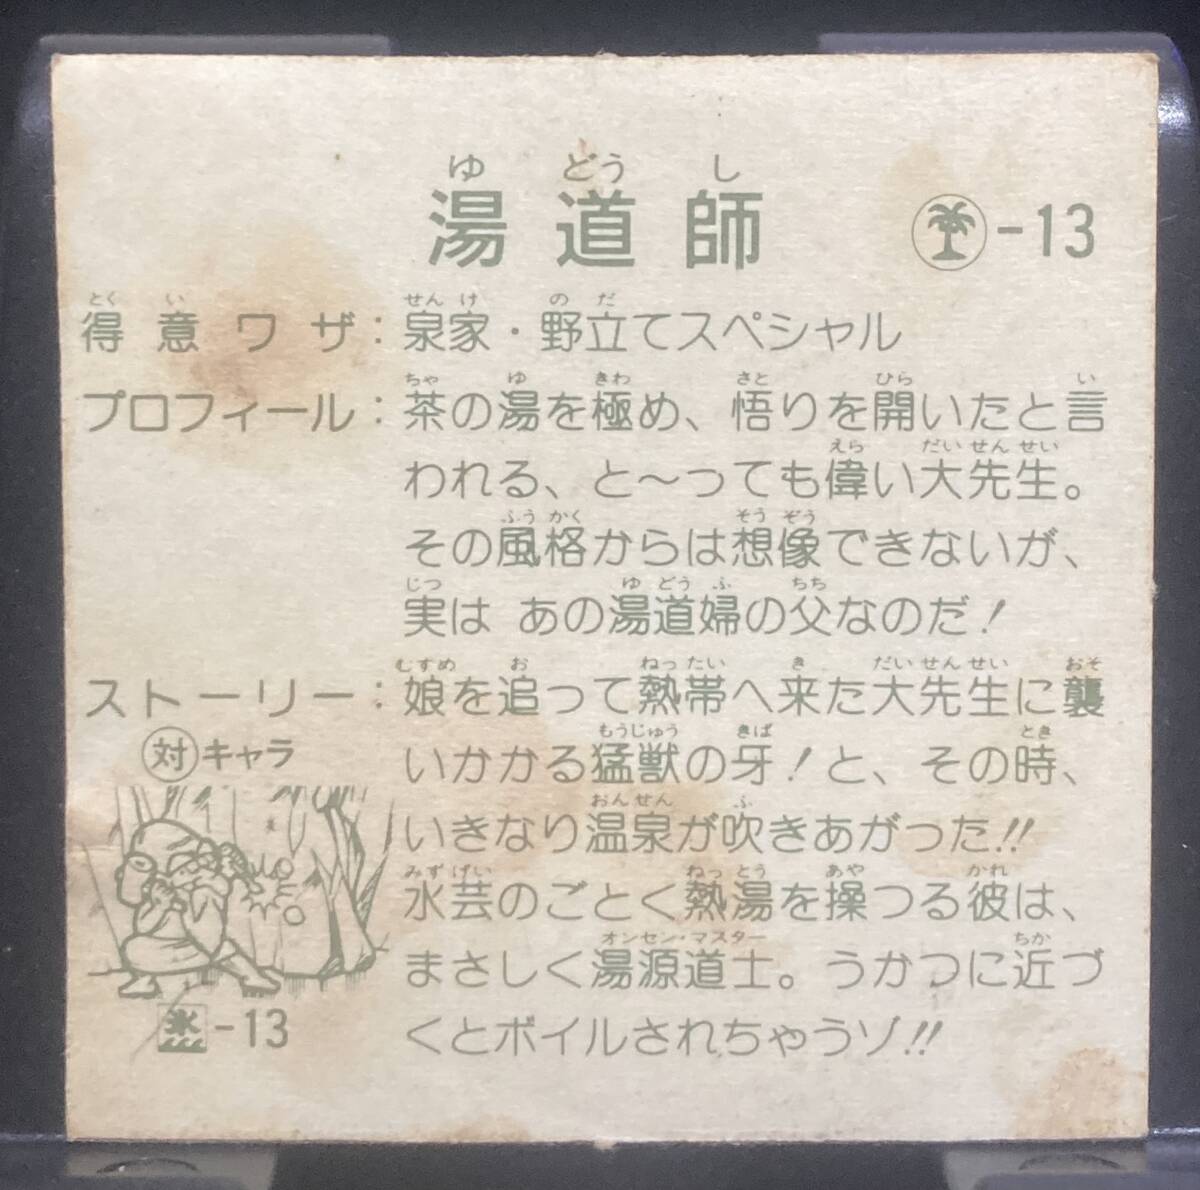 ゆ どう し
湯道師 -13
とく い せん け の だ
得意ワザ：泉家・野立てスペシャル
ちゃ ゆ きわ さと ひら い
プロフィール：茶の湯を極め、悟りを開いたと言
えら だい せん せい
われる、と〜っても偉い大先生。
ふう かく そう ぞう
その風格からは想像できないが、
じつ ゆ どう ふ ちち
実は あの湯道婦の父なのだ！
むすめ お ねっ たい き だい せん せい おそ
ストーリー：娘を追って熱帯へ来た大先生に襲
もうじゅう きば とき
いかかる猛獣の牙！と、その時、
おん せん ふ
いきなり温泉が吹きあがった!!
みず げい ねっ とう あや かれ
水芸のごとく熱湯を操つる彼は、
オンセン・マスター ちか
まさしく湯源道士。うかつに近づ
くとボイルされちゃうゾ!!
対キャラ
氷-13